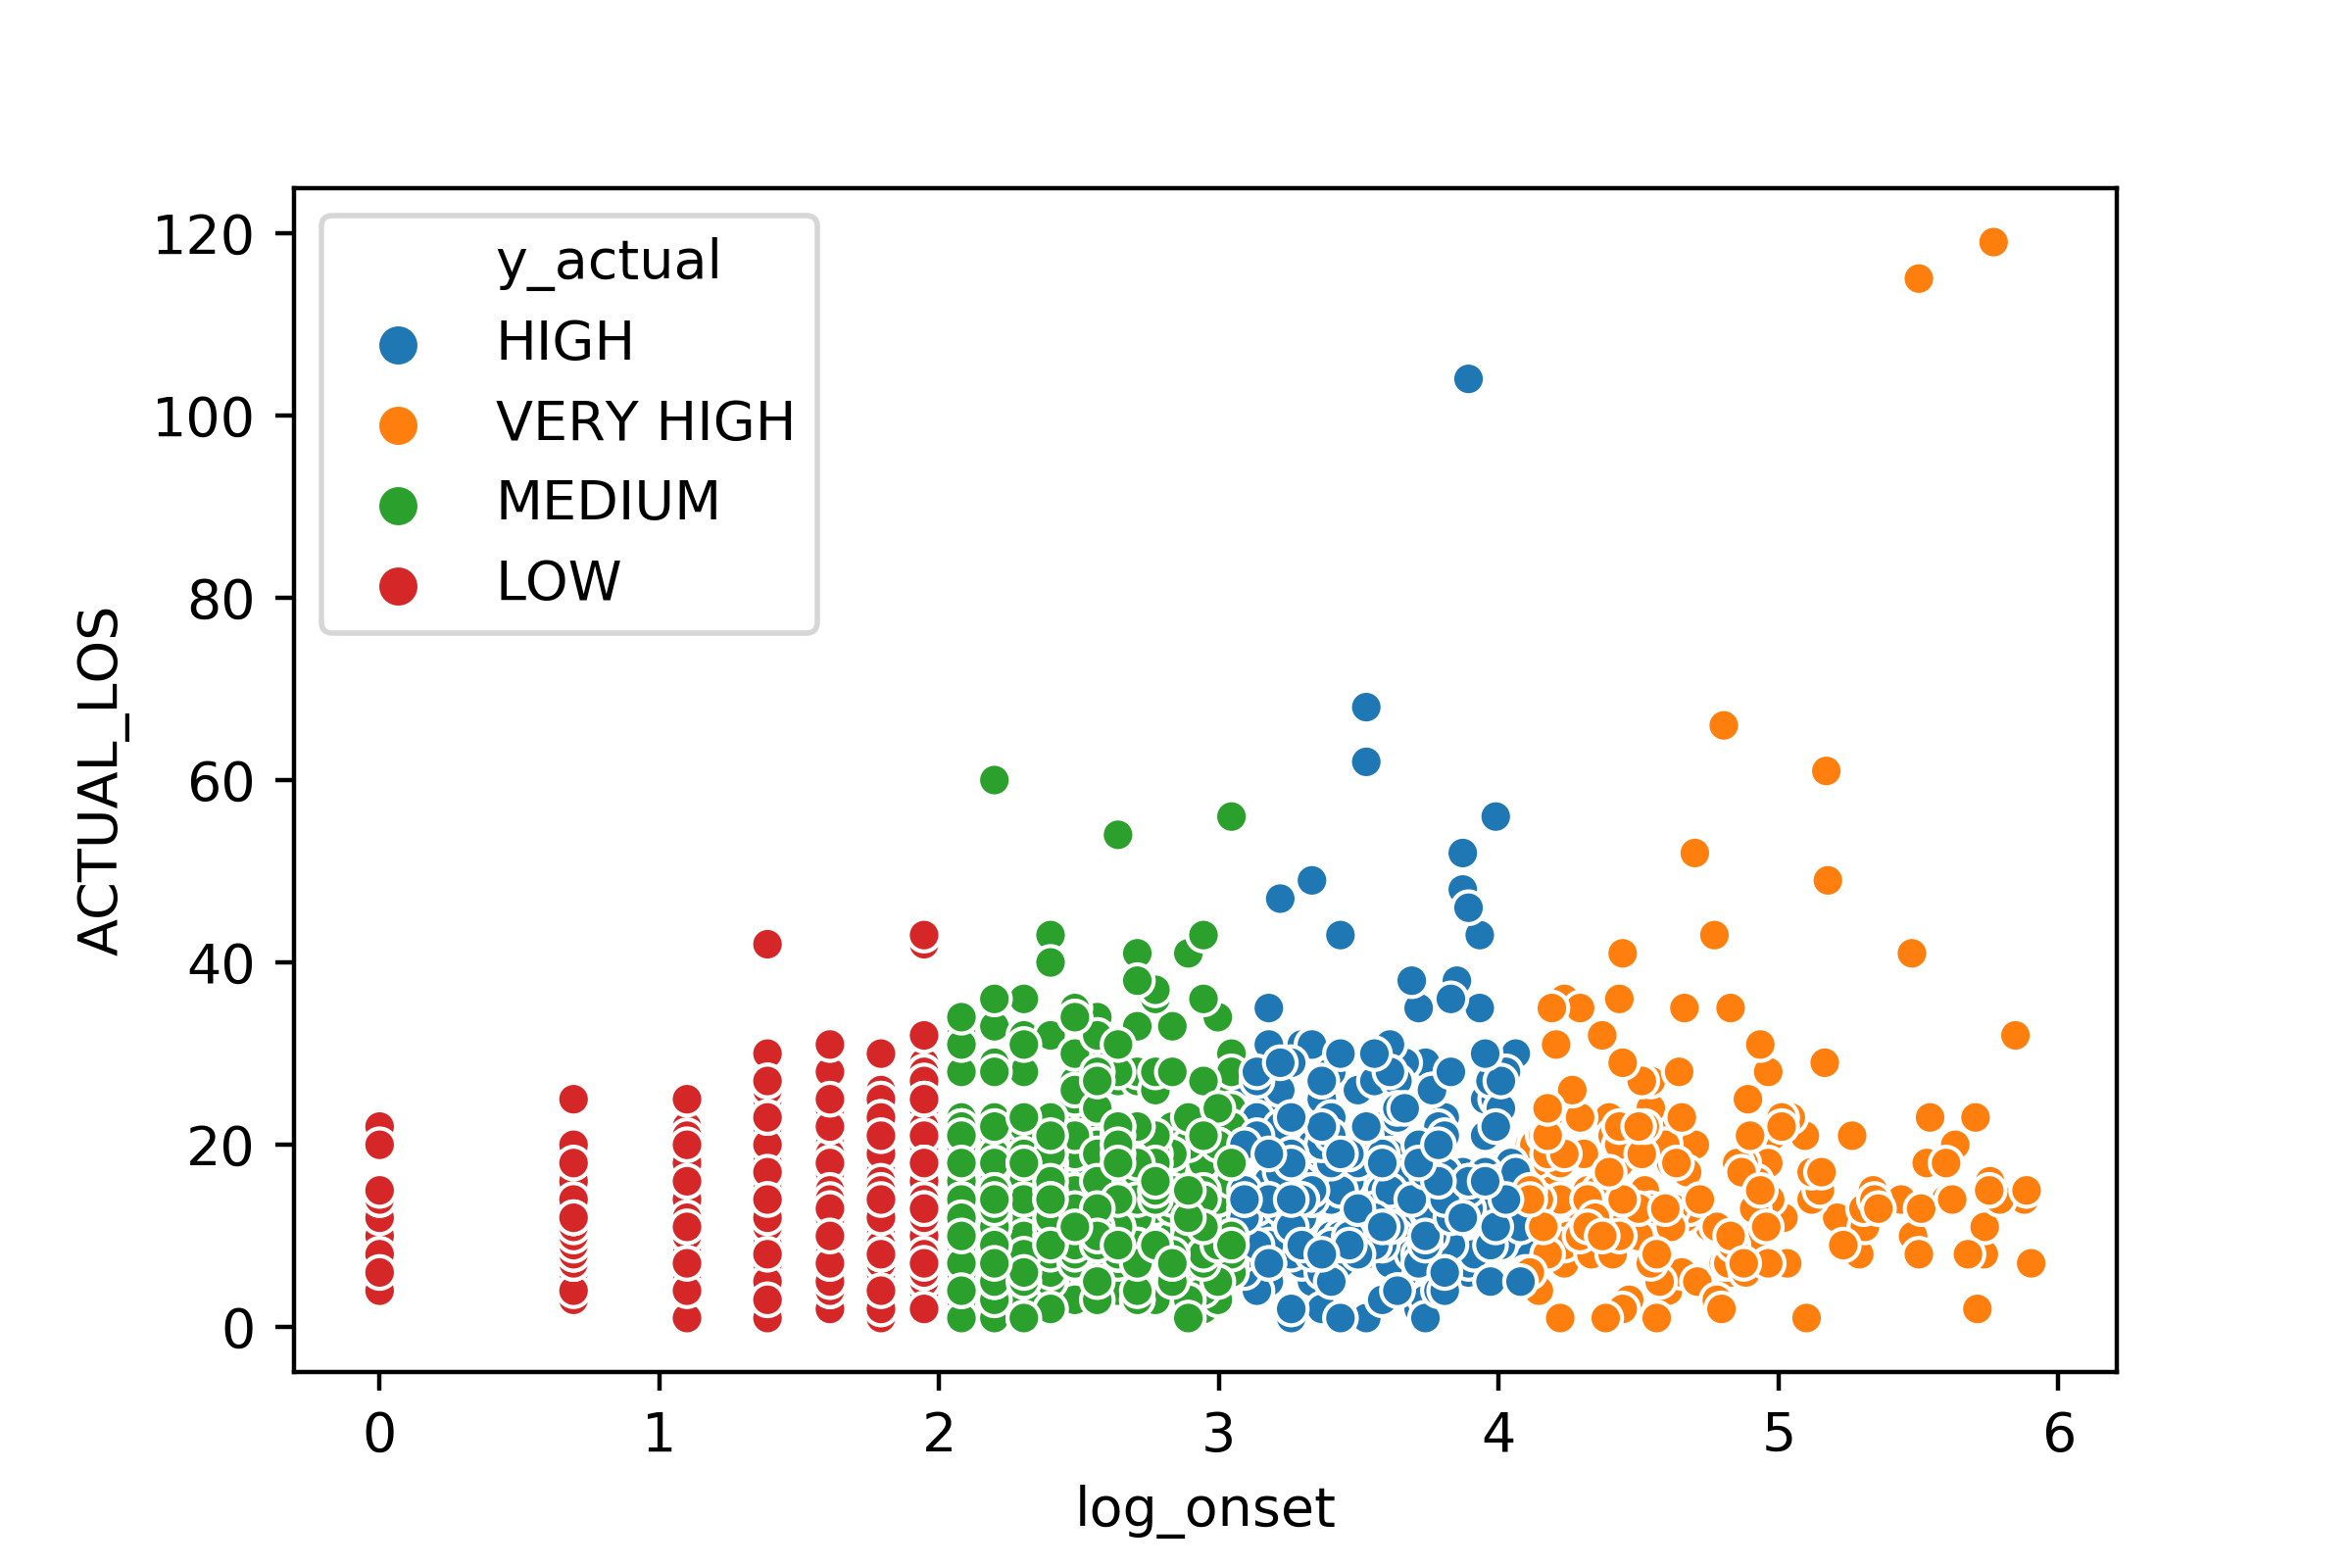 y_actual
HIGH
VERY HIGH
MEDIUM
LOW
120
100
80
60
40
20
0
ACTUAL_LOS
0 1 2 3 4 5 6
log_onset